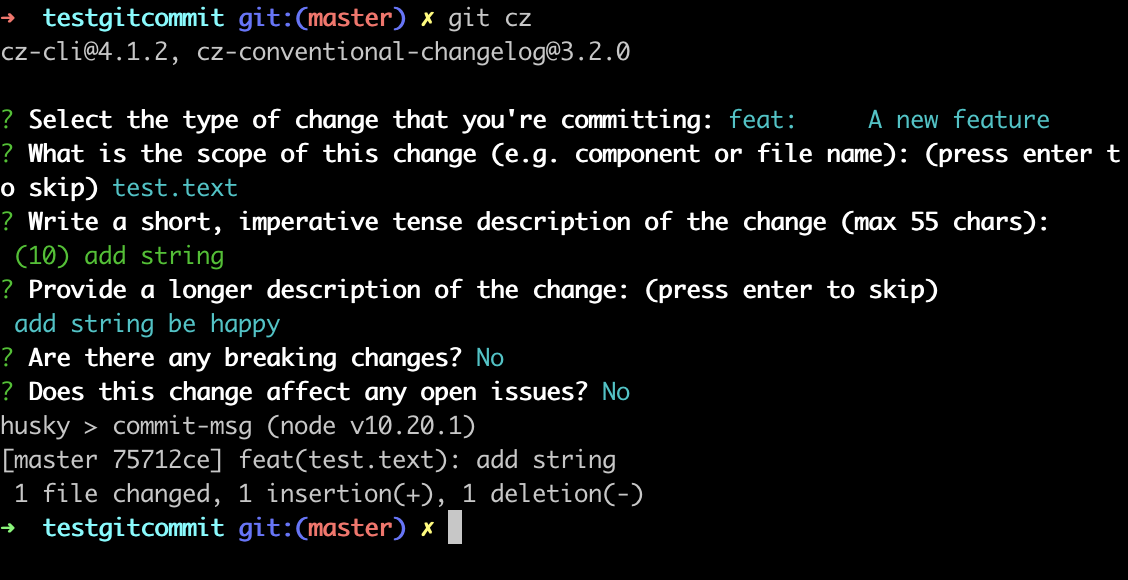 ➜  testgitcommit git:(master) ✗ git cz
cz-cli@4.1.2, cz-conventional-changelog@3.2.0
? Select the type of change that you're committing: feat:     A new feature
? What is the scope of this change (e.g. component or file name): (press enter t
o skip) test.text
? Write a short, imperative tense description of the change (max 55 chars):
 (10) add string
? Provide a longer description of the change: (press enter to skip)
 add string be happy
? Are there any breaking changes? No
? Does this change affect any open issues? No
husky > commit-msg (node v10.20.1)
[master 75712ce] feat(test.text): add string
 1 file changed, 1 insertion(+), 1 deletion(-)
➜  testgitcommit git:(master) ✗